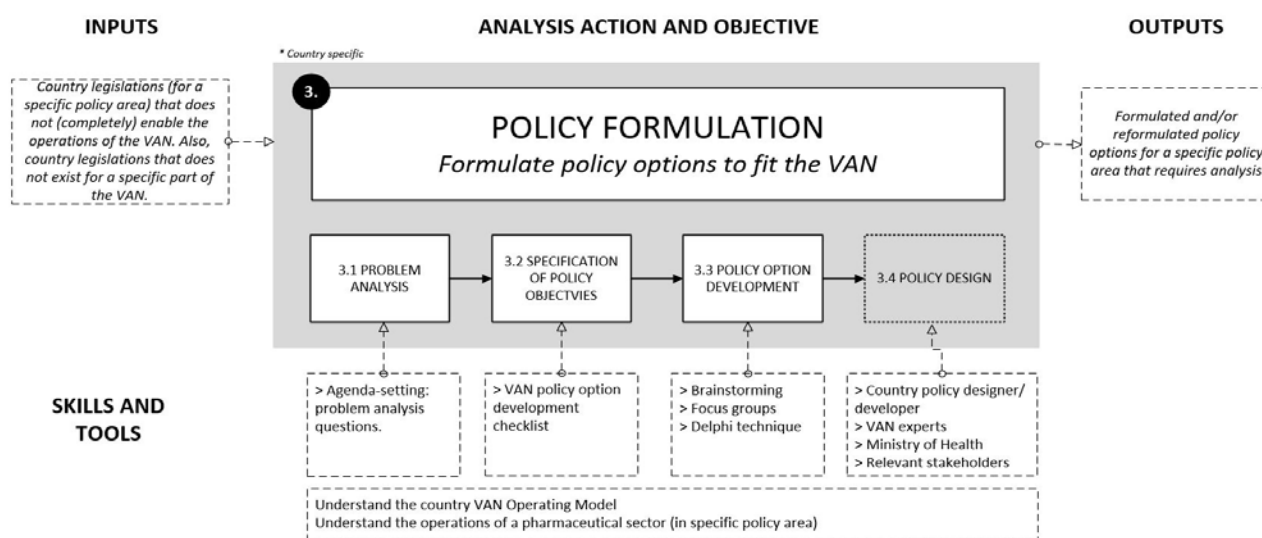 INPUTS
ANALYSIS ACTION AND OBJECTIVE
OUTPUTS
* Country specific
Country legislations (for a
specific policy area) that does
not (completely) enable the
operations of the VAN. Also,
country legislations that does
not exist for a specific part of
the VAN.
3.
POLICY FORMULATION
Formulate policy options to fit the VAN
Formulated and/or
reformulated policy
options for a specific policy
area that requires analysis
3.1 PROBLEM
ANALYSIS
3.2 SPECIFICATION
OF POLICY
OBJECTVIES
3.3 POLICY OPTION
DEVELOPMENT
3.4 POLICY DESIGN
SKILLS AND
TOOLS
> Agenda-setting:
problem analysis
questions.
> VAN policy option
development
checklist
> Brainstorming
> Focus groups
> Delphi technique
> Country policy designer/
developer
> VAN experts
> Ministry of Health
> Relevant stakeholders
Understand the country VAN Operating Model
Understand the operations of a pharmaceutical sector (in specific policy area)